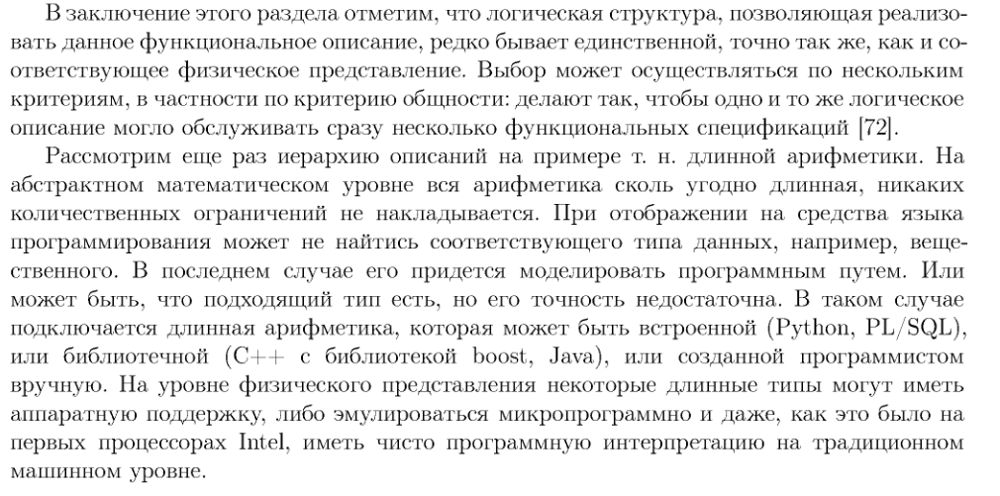 В заключение этого раздела отметим, что логическая структура, позволяющая реализо-
вать данное функциональное описание, редко бывает единственной, точно так же, как и со-
ответствующее физическое представление. Выбор может осуществляться по нескольким
критериям, в частности по критерию общности: делают так, чтобы одно и то же логическое
описание могло обслуживать сразу несколько функциональных спецификаций [72].
Рассмотрим еще раз иерархию описаний на примере т. н. длинной арифметики. На
абстрактном математическом уровне вся арифметика сколь угодно длинная, никаких
количественных ограничений не накладывается. При отображении на средства языка
программирования может не найтись соответствующего типа данных, например, веще-
ственного. В последнем случае его придется моделировать программным путем. Или
может быть, что подходящий тип есть, но его точность недостаточна. В таком случае
подключается длинная арифметика, которая может быть встроенной (Python, PL/SQL),
или библиотечной (C++ с библиотекой boost, Java), или созданной программистом
вручную. На уровне физического представления некоторые длинные типы могут иметь
аппаратную поддержку, либо эмулироваться микропрограммно и даже, как это было на
первых процессорах Intel, иметь чисто программную интерпретацию на традиционном
машинном уровне.